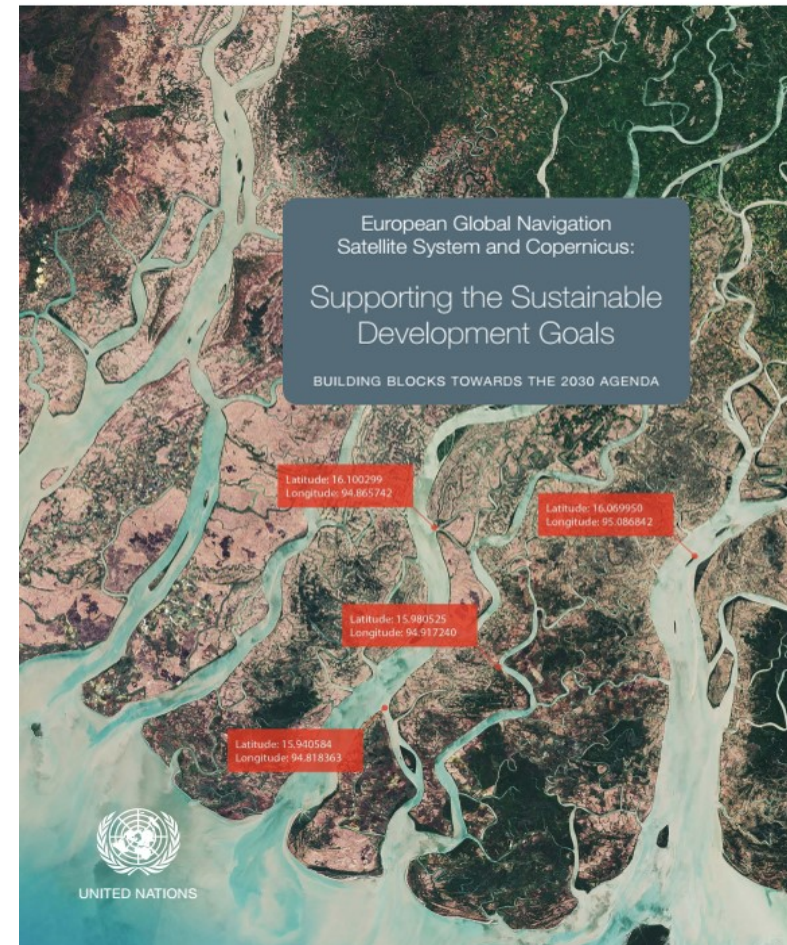 European Global Navigation
Satellite System and Copernicus:
Supporting the Sustainable
Development Goals
BUILDING BLOCKS TOWARDS THE 2030 AGENDA
Latitude: 16.100299
Longitude: 94.865742
Latitude: 16.069950
Longitude: 95.086842
Latitude: 15.980525
Longitude: 94.917240
Latitude: 15.940584
Longitude: 94.818363
UNITED NATIONS